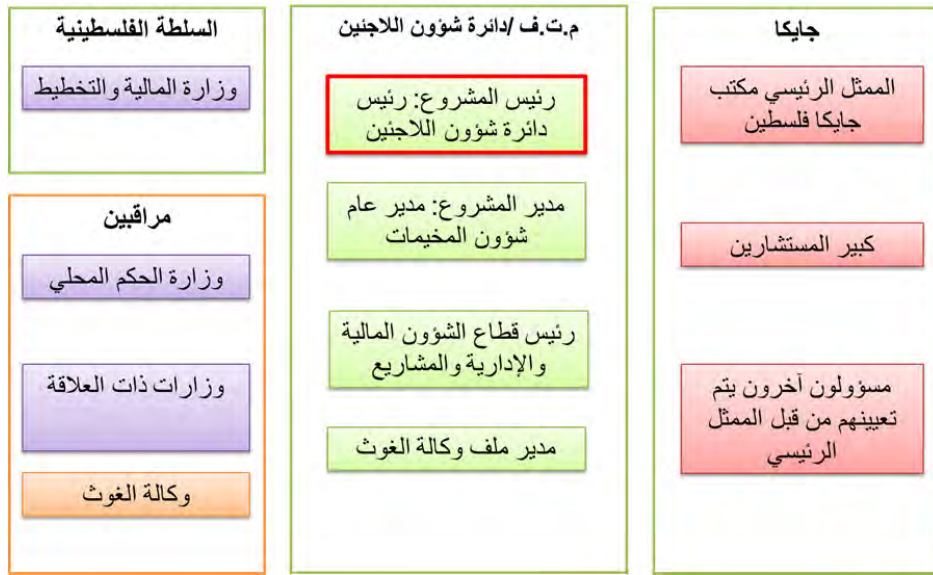 جايكا
الممثل الرئيسي مكتب
جايكا فلسطين
كبير المستشارين
مسؤولون آخرون يتم
تعيينهم من قبل الممثل
الرئيسي
م.ت.ف /دائرة شؤون اللاجئين
رئيس المشروع: رئيس
دائرة شؤون اللاجئين
مدير المشروع: مدير عام
شؤون المخيمات
رئيس قطاع الشؤون المالية
والإدارية والمشاريع
مدير ملف وكالة الغوث
السلطة الفلسطينية
وزارة المالية والتخطيط
مراقبين
وزارة الحكم المحلي
وزارات ذات العلاقة
وكالة الغوث